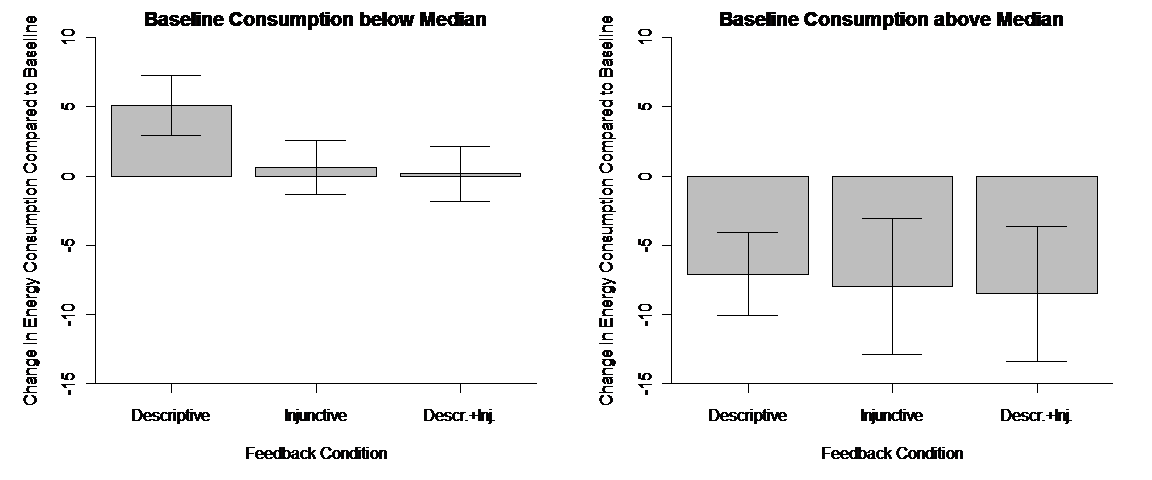 Baseline Consumption below Median
Change in Energy Consumption Compared to Baseline
10
5
0
-5
-10
-15
Descriptive Injunctive Descr.+Inj.
Feedback Condition
Baseline Consumption above Median
Change in Energy Consumption Compared to Baseline
10
5
0
-5
-10
-15
Descriptive Injunctive Descr.+Inj.
Feedback Condition